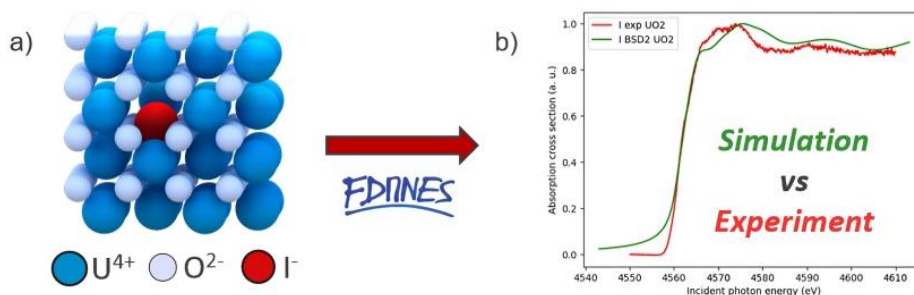 a)
b)
I exp UO2
I BSD2 UO2
Absorption cross section (a. u.)
1.0
0.8
0.6
0.4
0.2
0.0
Simulation
vs
Experiment
4540 4550 4560 4570 4580 4590 4600 4610
Incident photon energy (eV)
FDMNES
U⁴⁺ O²⁻ I⁻